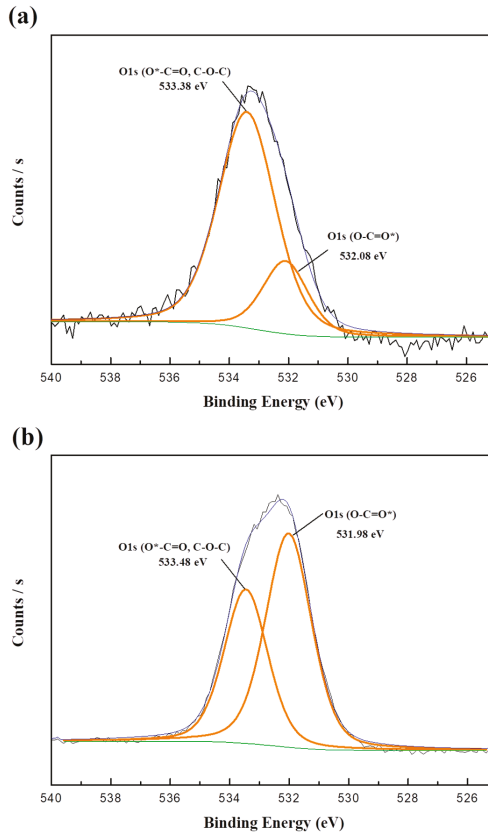 (a)
O1s (O*-C=O, C-O-C)
533.38 eV
O1s (O-C=O*)
532.08 eV
Counts / s
540 538 536 534 532 530 528 526
Binding Energy (eV)
(b)
O1s (O-C=O*)
531.98 eV
O1s (O*-C=O, C-O-C)
533.48 eV
Counts / s
540 538 536 534 532 530 528 526
Binding Energy (eV)